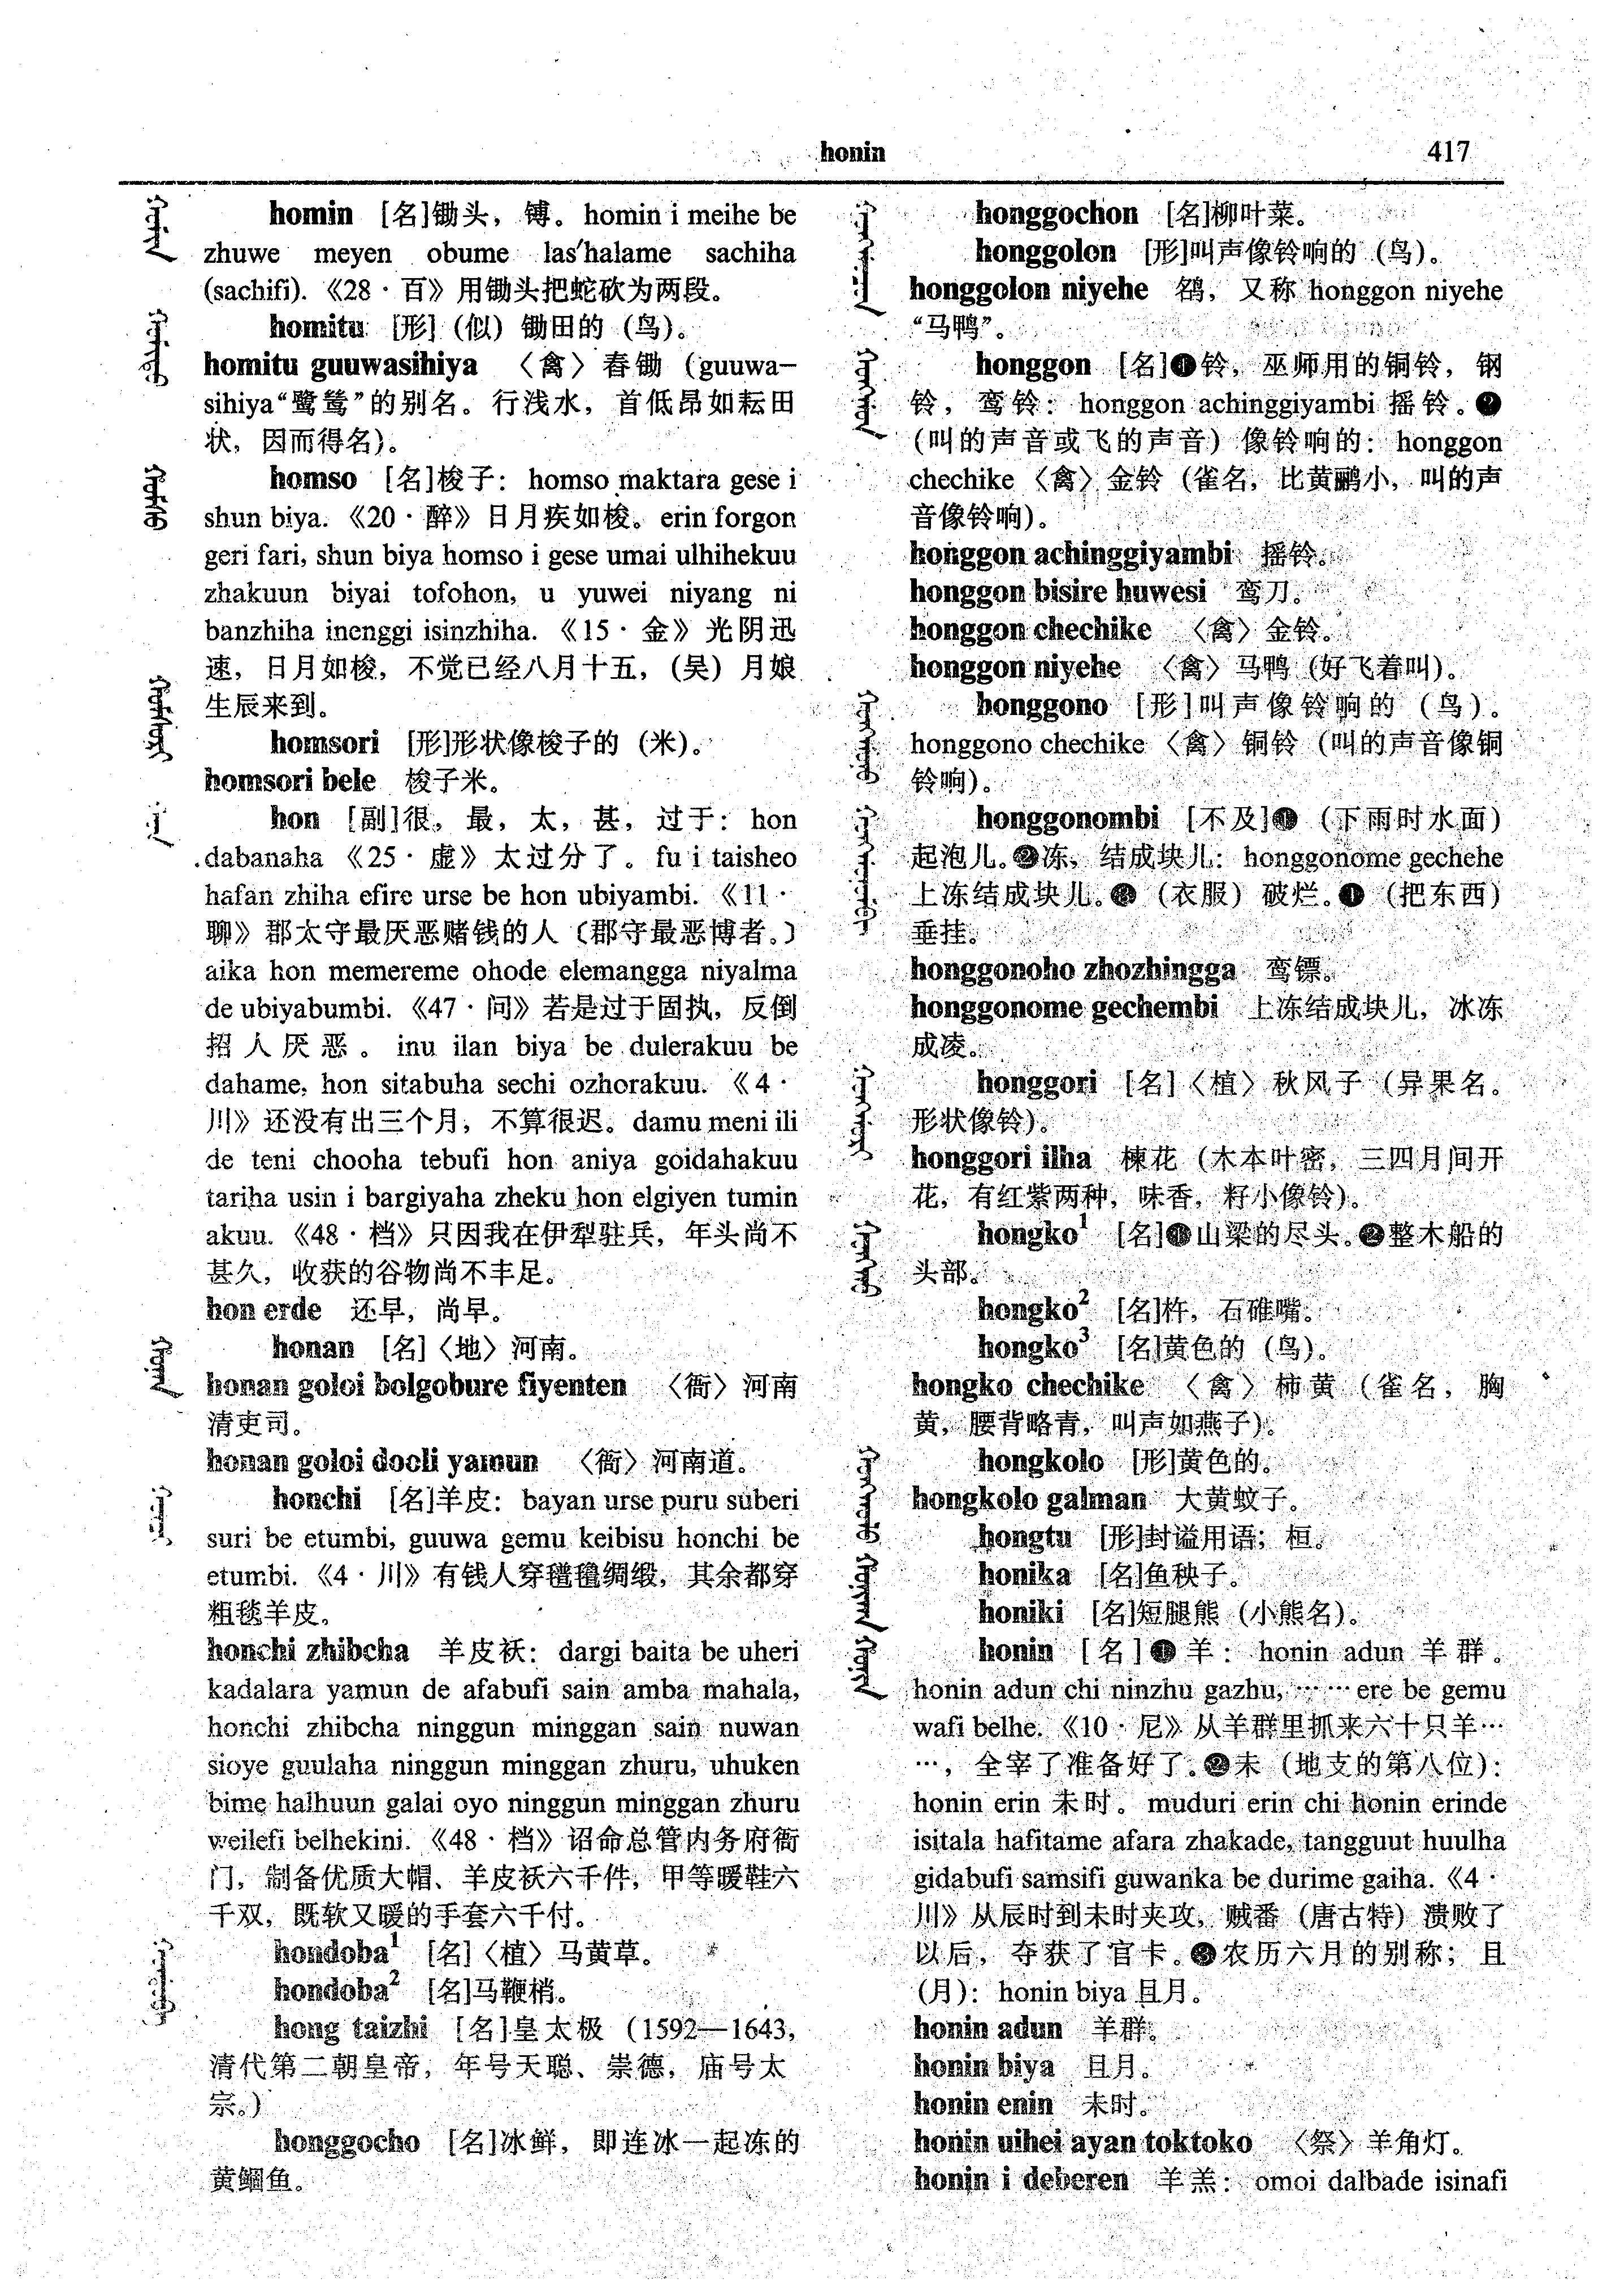 honin 417
homin [名]锄头，镈。homin i meihe be
zhuwe meyen obume las'halame sachiha
(sachifi).《28·百》用锄头把蛇砍为两段。
homitu [形]（似）锄田的（鸟）。
homitu guuwasihiya 〈禽〉春锄（guuwa—
sihiya“鹭鸶”的别名。行浅水，首低昂如耘田
状，因而得名）。
homso [名]梭子：homso maktara gese i
shun biya.《20·醉》日月疾如梭。erin forgon
geri fari, shun biya homso i gese umai ulhihekuu
zhakuun biyai tofohon, u yuwei niyang ni
banzhiha inenggi isinzhiha.《15·金》光阴迅
速，日月如梭，不觉已经八月十五，（吴）月娘
生辰来到。
homsori [形]形状像梭子的（米）。
homsori bele 梭子米。
hon [副]很，最，太，甚，过于：hon
dabanaha《25·虚》太过分了。fu i taisheo
hafan zhiha efire urse be hon ubiyambi.《11·
聊》郡太守最厌恶赌钱的人〔郡守最恶博者。〕
aika hon memereme ohode elemangga niyalma
de ubiyabumbi.《47·问》若是过于固执，反倒
招人厌恶。inu ilan biya be dulerakuu be
dahame, hon sitabuha sechi ozhorakuu.《4·
川》还没有出三个月，不算很迟。damu meni ili
de teni chooha tebufi hon aniya goidahakuu
tariha usin i bargiyaha zheku hon elgiyen tumin
akuu.《48·档》只因我在伊犁驻兵，年头尚不
甚久，收获的谷物尚不丰足。
hon erde 还早，尚早。
honan [名]〈地〉河南。
honan goloi bolgobure fiyenten 〈衙〉河南
清吏司。
honan goloi dooli yamun 〈衙〉河南道。
honchi [名]羊皮：bayan urse puru suberi
suri be etumbi, guuwa gemu keibisu honchi be
etumbi.《4·川》有钱人穿氆氇绸缎，其余都穿
粗毯羊皮。
honchi zhibcha 羊皮袄：dargi baita be uheri
kadalara yamun de afabufi sain amba mahala,
honchi zhibcha ninggun minggan sain nuwan
sioye guulaha ninggun minggan zhuru, uhuken
bime halhuun galai oyo ninggun minggan zhuru
weilefi belhekini.《48·档》诏命总管内务府衙
门，制备优质大帽、羊皮袄六千件，甲等暖鞋六
千双，既软又暖的手套六千付。
hondoba¹ [名]〈植〉马黄草。
hondoba² [名]马鞭梢。
hong taizhi [名]皇太极（1592—1643，
清代第二朝皇帝，年号天聪、崇德，庙号太
宗。）
honggocho [名]冰鲜，即连冰一起冻的
黄鲴鱼。
honggochon [名]柳叶菜。
honggolon [形]叫声像铃响的（鸟）。
honggolon niyehe 鸹，又称 honggon niyehe
“马鸭”。
honggon [名]❶铃，巫师用的铜铃，钢
铃，鸾铃：honggon achinggiyambi 摇铃。❷
（叫的声音或飞的声音）像铃响的：honggon
chechike〈禽〉金铃（雀名，比黄鹂小，叫的声
音像铃响）。
honggon achinggiyambi 摇铃。
honggon bisire huwesi 鸾刀。
honggon chechike 〈禽〉金铃。
honggon niyehe 〈禽〉马鸭（好飞着叫）。
honggono [形]叫声像铃响的（鸟）。
honggono chechike〈禽〉铜铃（叫的声音像铜
铃响）。
honggonombi [不及]❶（下雨时水面）
起泡儿。❷冻，结成块儿：honggonome gechehe
上冻结成块儿。❸（衣服）破烂。❹（把东西）
垂挂。
honggonoho zhozhingga 鸾镖。
honggonome gechembi 上冻结成块儿，冰冻
成凌。
honggori [名]〈植〉秋风子（异果名。
形状像铃）。
honggori ilha 楝花（木本叶密，三四月间开
花，有红紫两种，味香，籽小像铃）。
hongko¹ [名]❶山梁的尽头。❷整木船的
头部。
hongko² [名]杵，石碓嘴。
hongko³ [名]黄色的（鸟）。
hongko chechike 〈禽〉柿黄（雀名，胸
黄，腰背略青，叫声如燕子）。
hongkolo [形]黄色的。
hongkolo galman 大黄蚊子。
hongtu [形]封谥用语；桓。
honika [名]鱼秧子。
honiki [名]短腿熊（小熊名）。
honin [名]❶羊：honin adun 羊群。
honin adun chi ninzhu gazhu, ……ere be gemu
wafi belhe.《10·尼》从羊群里抓来六十只羊…
…，全宰了准备好了。❷未（地支的第八位）：
honin erin 未时。muduri erin chi honin erinde
isitala hafitame afara zhakade, tangguut huulha
gidabufi samsifi guwanka be durime gaiha.《4·
川》从辰时到未时夹攻，贼番（唐古特）溃败了
以后，夺获了官卡。❸农历六月的别称；且
（月）：honin biya 且月。
honin adun 羊群。
honin biya 且月。
honin enin 未时。
honin uihei ayan toktoko 〈祭〉羊角灯。
honin i deberen 羊羔：omoi dalbade isinafi